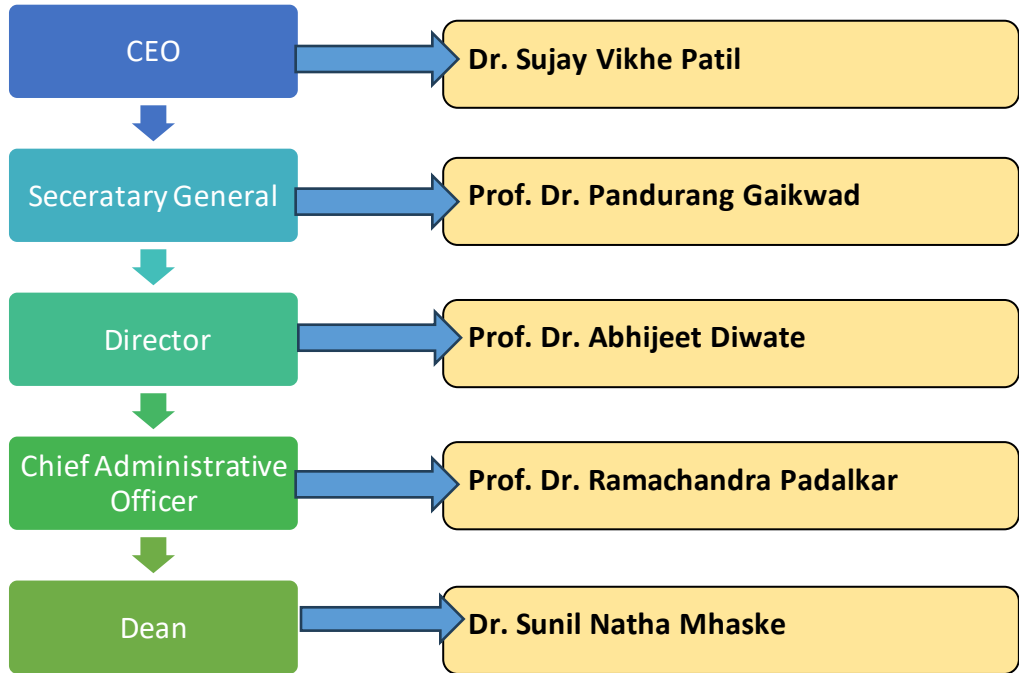 CEO
Dr. Sujay Vikhe Patil
Seceratary General
Prof. Dr. Pandurang Gaikwad
Director
Prof. Dr. Abhijeet Diwate
Chief Administrative
Officer
Prof. Dr. Ramachandra Padalkar
Dean
Dr. Sunil Natha Mhaske